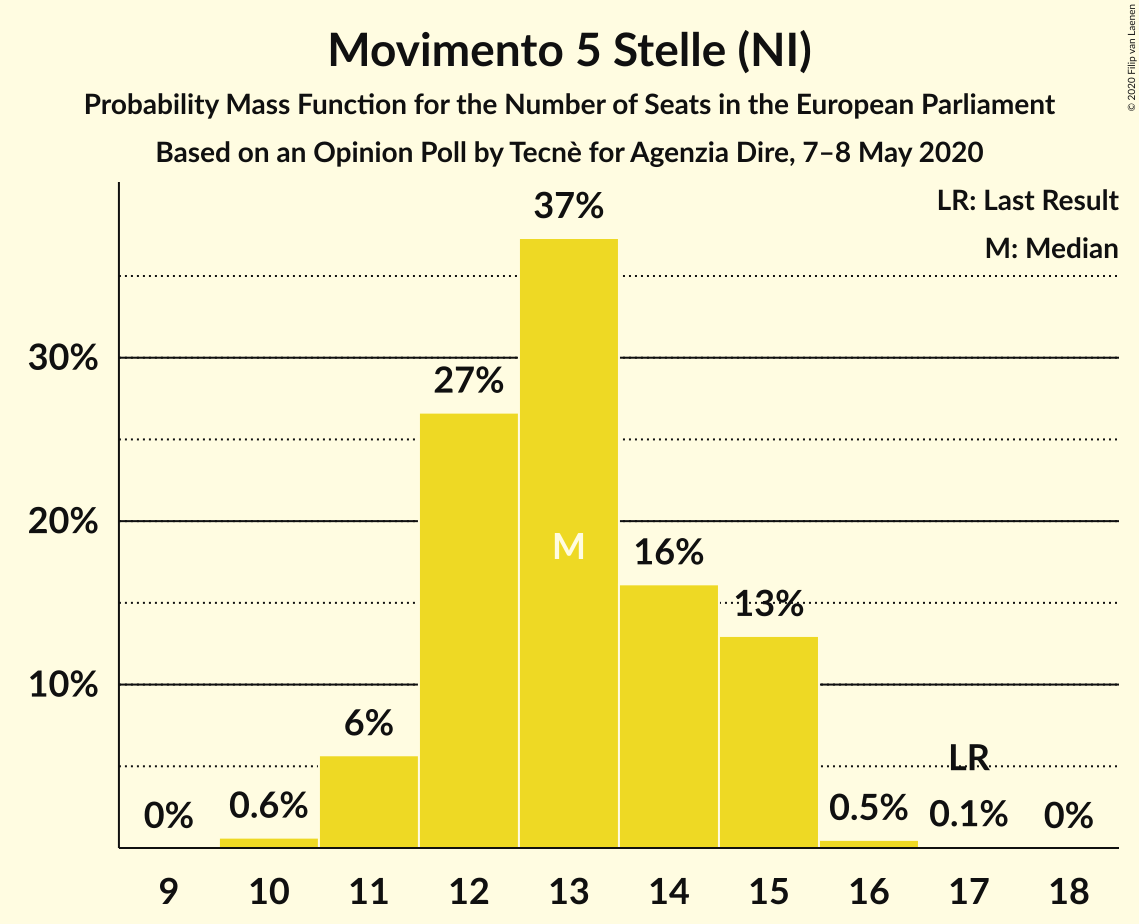 Movimento 5 Stelle (NI)
Probability Mass Function for the Number of Seats in the European Parliament
Based on an Opinion Poll by Tecnè for Agenzia Dire, 7–8 May 2020
© 2020 Filip van Laenen
LR: Last Result
M: Median
37%
30%
27%
20%
M
16%
13%
10%
6%
LR
0% 0.6% 0.5% 0.1% 0%
9 10 11 12 13 14 15 16 17 18